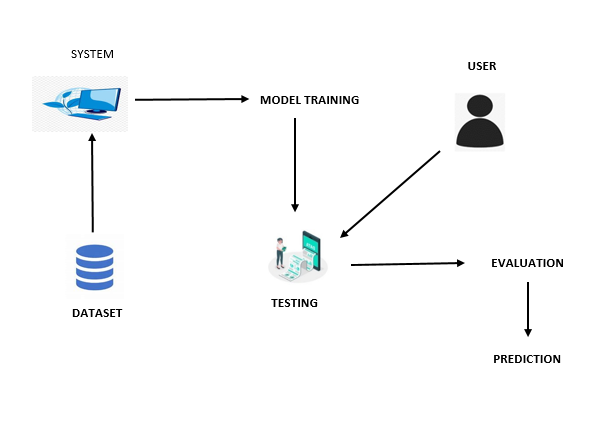 SYSTEM
USER
MODEL TRAINING
EVALUATION
TESTING
DATASET
PREDICTION